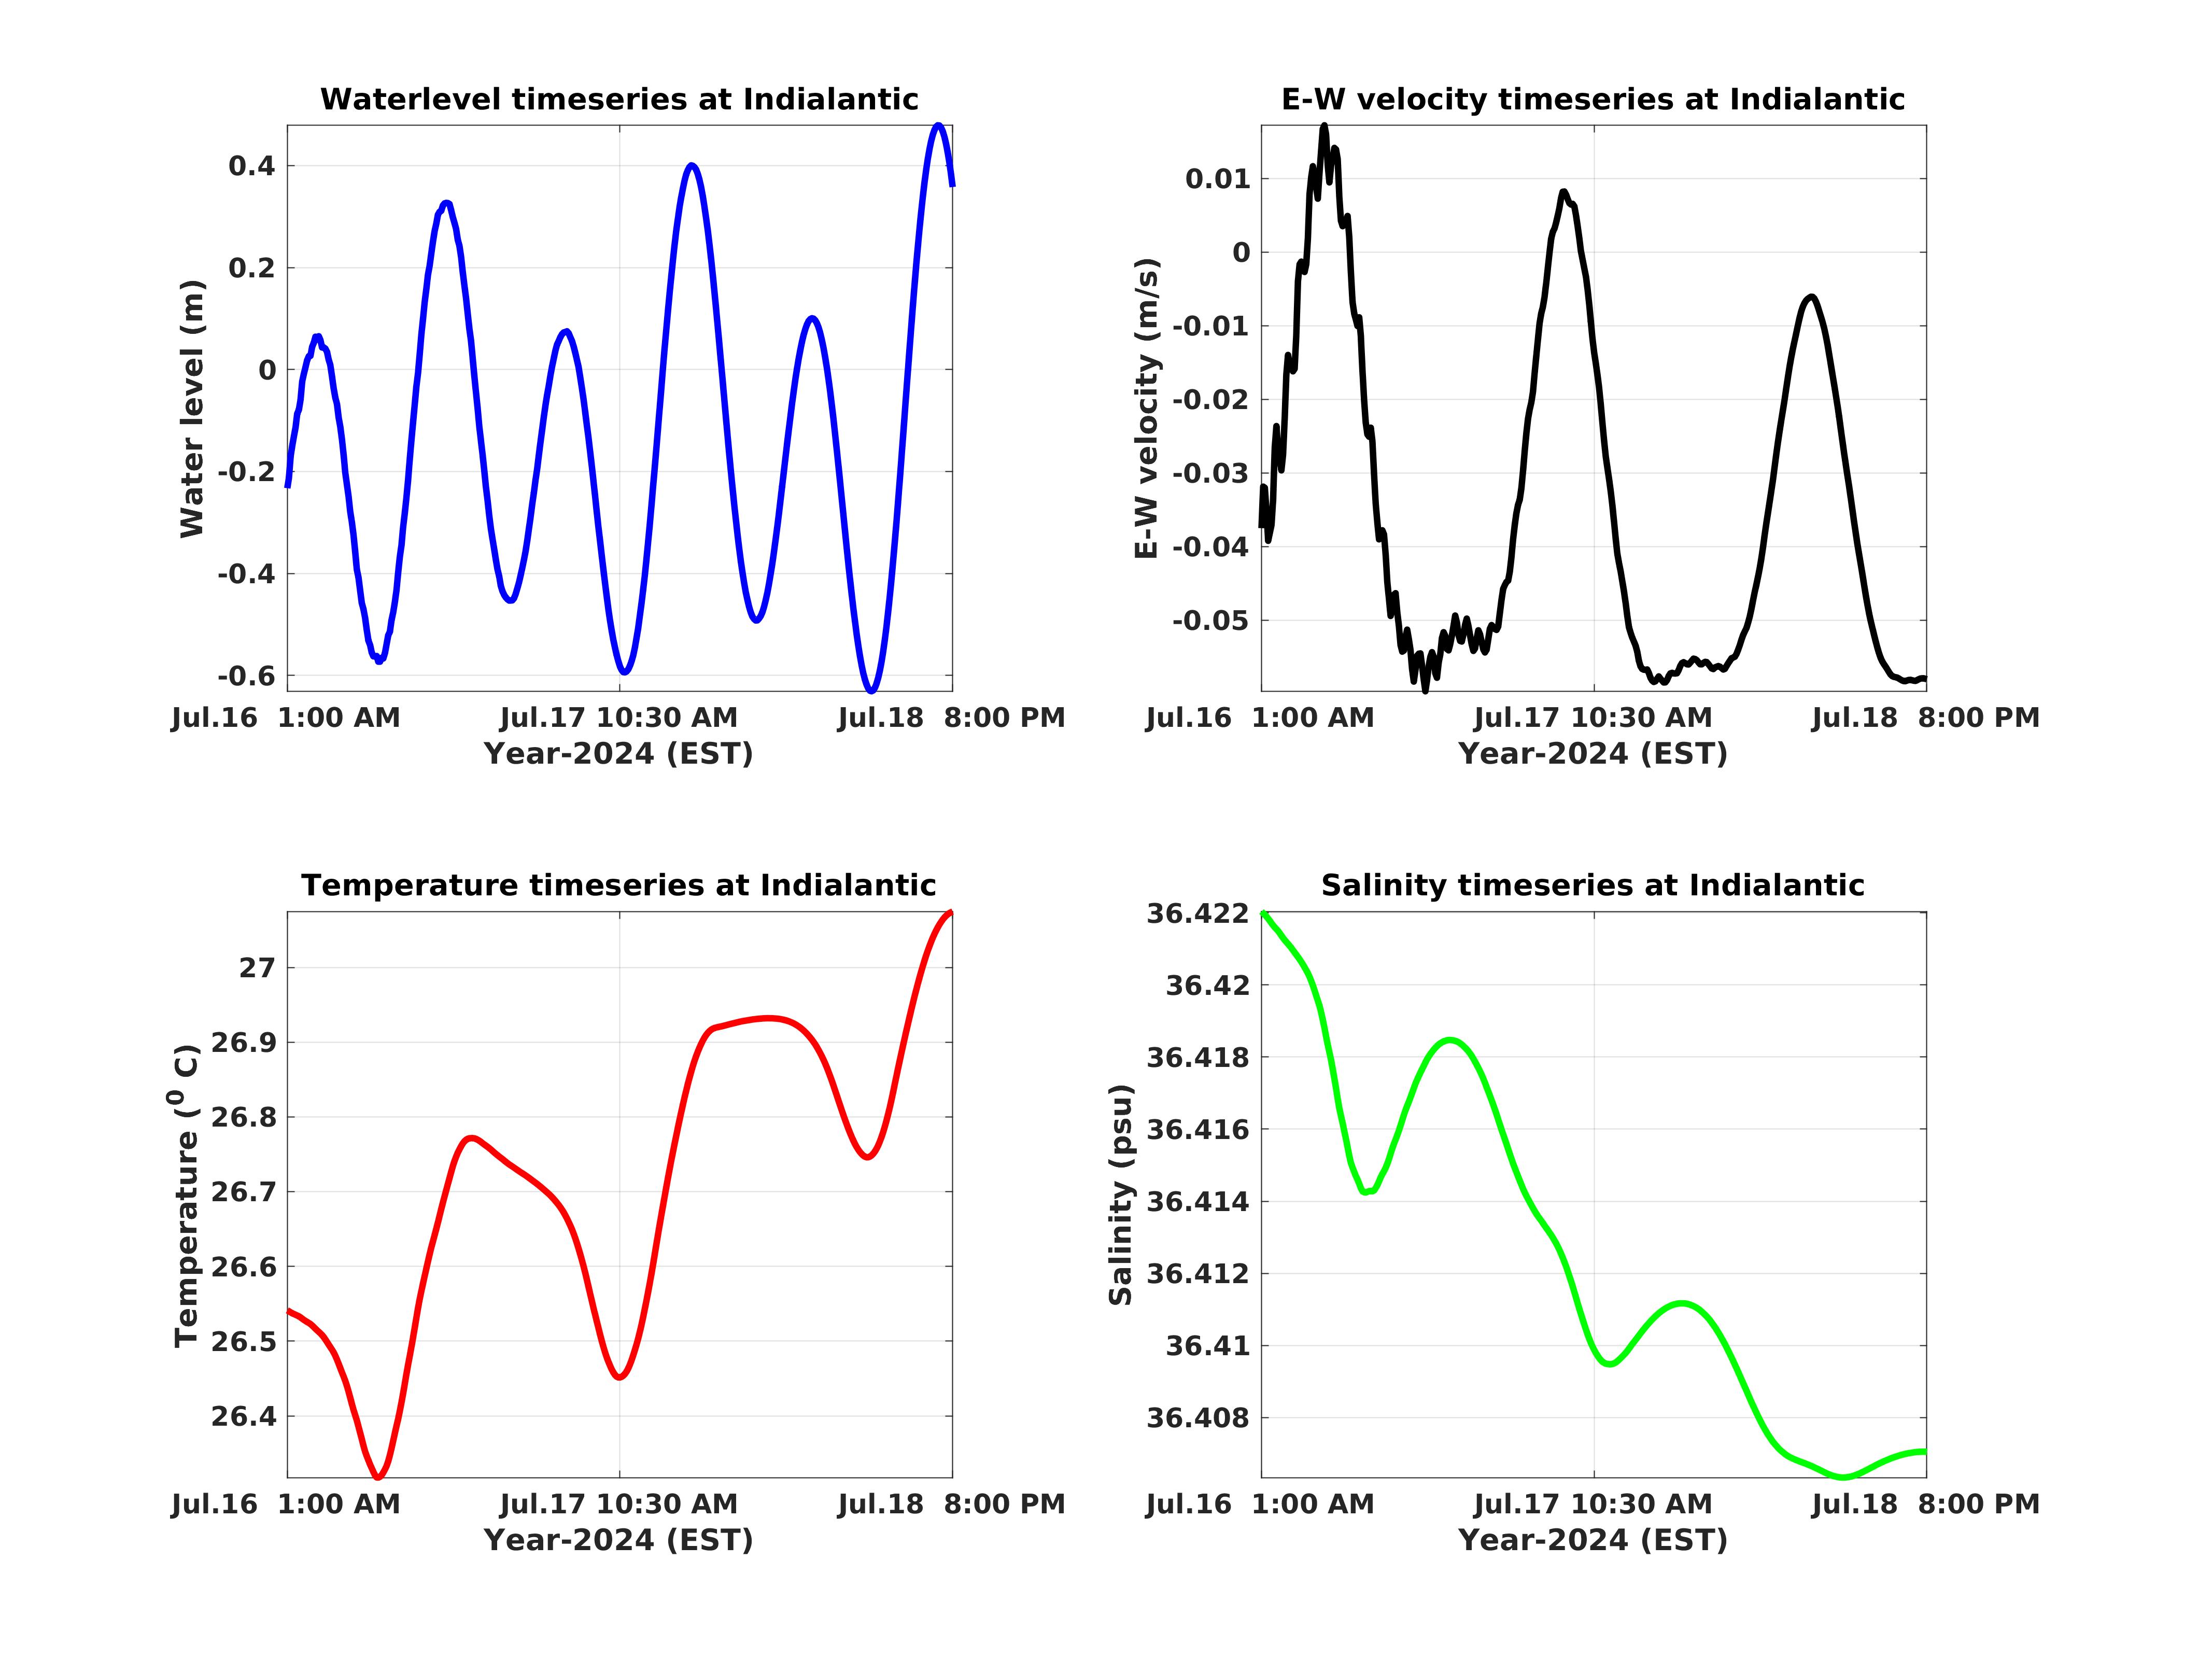 Waterlevel timeseries at Indialantic
0.4
0.2
0
-0.2
-0.4
-0.6
Water level (m)
Jul.16  1:00 AM
Jul.17 10:30 AM
Jul.18  8:00 PM
Year-2024 (EST)
E-W velocity timeseries at Indialantic
0.01
0
-0.01
-0.02
-0.03
-0.04
-0.05
E-W velocity (m/s)
Jul.16  1:00 AM
Jul.17 10:30 AM
Jul.18  8:00 PM
Year-2024 (EST)
Temperature timeseries at Indialantic
27
26.9
26.8
26.7
26.6
26.5
26.4
Temperature (⁰ C)
Jul.16  1:00 AM
Jul.17 10:30 AM
Jul.18  8:00 PM
Year-2024 (EST)
Salinity timeseries at Indialantic
36.422
36.42
36.418
36.416
36.414
36.412
36.41
36.408
Salinity (psu)
Jul.16  1:00 AM
Jul.17 10:30 AM
Jul.18  8:00 PM
Year-2024 (EST)